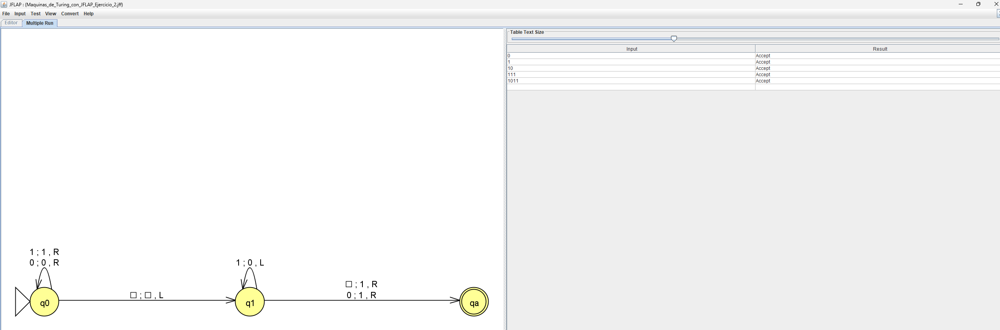 JFLAP : (Maquinas_de_Turing_con_JFLAP_Ejercicio_2.jff)
File Input Test View Convert Help
Editor Multiple Run
Table Text Size
Input Result
0 Accept
1 Accept
10 Accept
111 Accept
1011 Accept
1 ; 1 , R
0 ; 0 , R
1 ; 0 , L
□ ; 1 , R
□ ; □ , L
0 ; 1 , R
q0
q1
qa